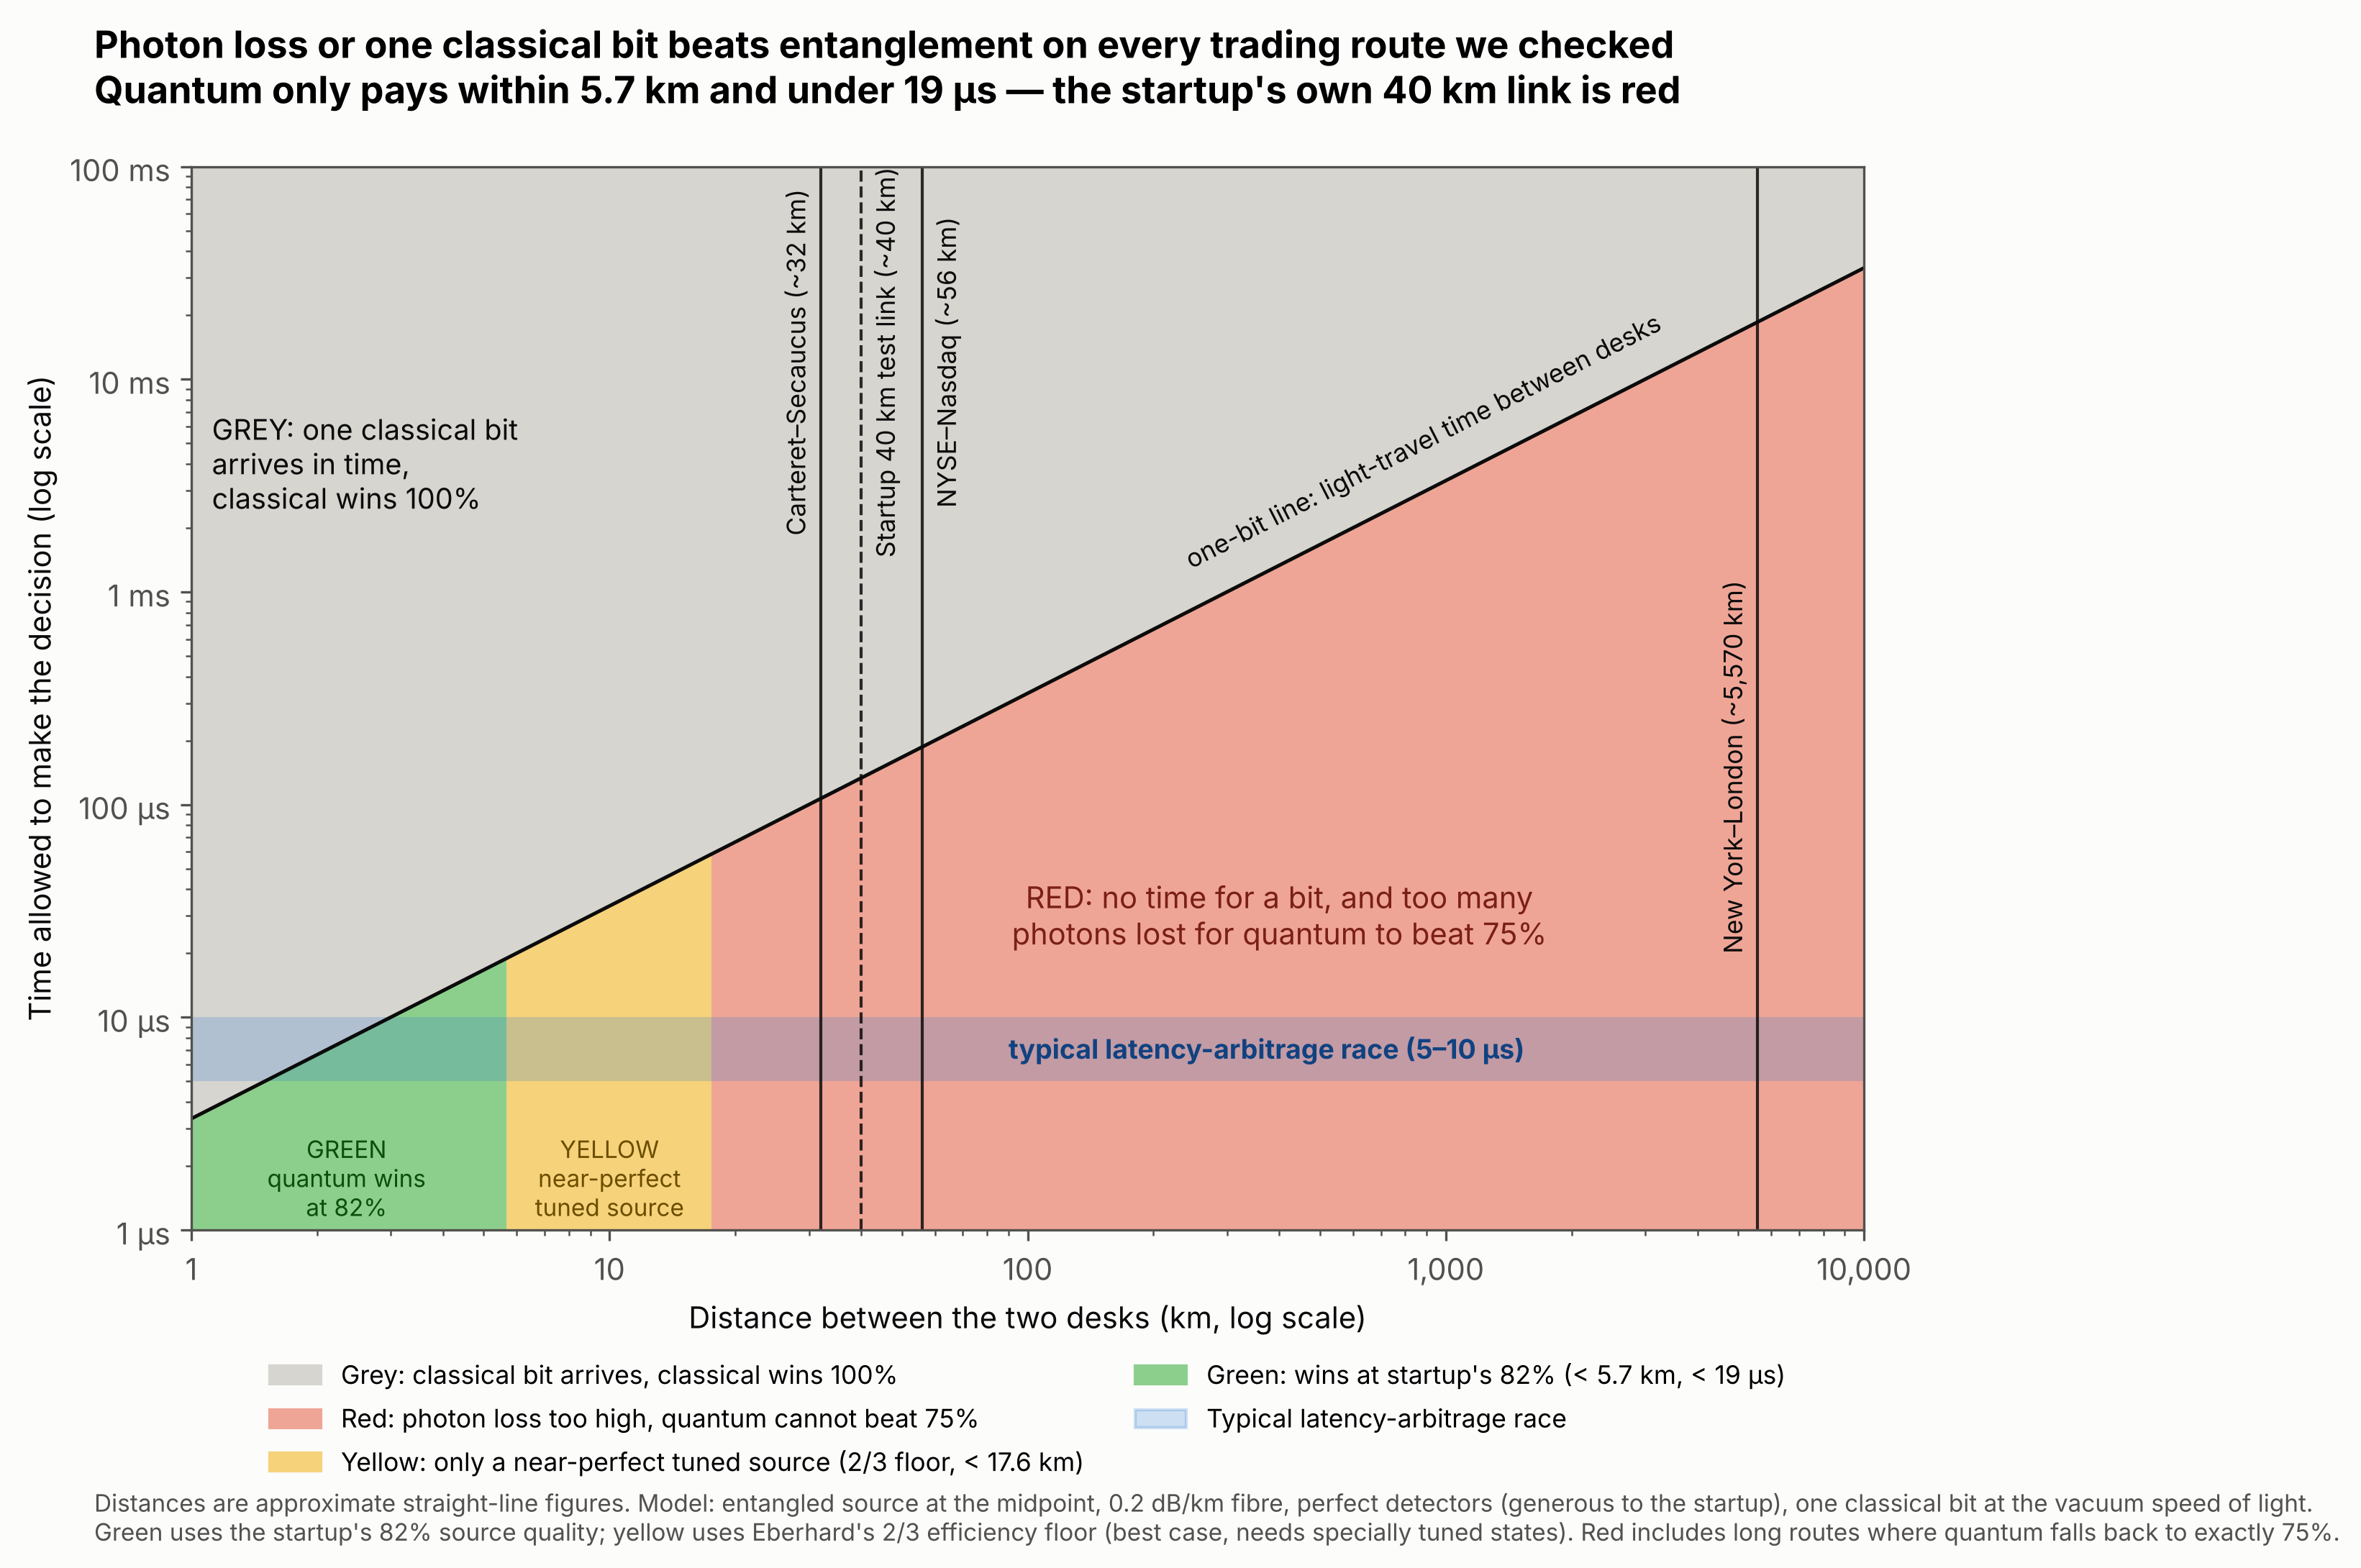 Photon loss or one classical bit beats entanglement on every trading route we checked
Quantum only pays within 5.7 km and under 19 µs — the startup's own 40 km link is red
100 ms
10 ms
1 ms
100 µs
10 µs
1 µs
Time allowed to make the decision (log scale)
GREY: one classical bit
arrives in time,
classical wins 100%
Carteret–Secaucus (~32 km)
Startup 40 km test link (~40 km)
NYSE–Nasdaq (~56 km)
one-bit line: light-travel time between desks
New York–London (~5,570 km)
RED: no time for a bit, and too many
photons lost for quantum to beat 75%
typical latency-arbitrage race (5–10 µs)
GREEN
quantum wins
at 82%
YELLOW
near-perfect
tuned source
1
10
100
1,000
10,000
Distance between the two desks (km, log scale)
Grey: classical bit arrives, classical wins 100%
Red: photon loss too high, quantum cannot beat 75%
Yellow: only a near-perfect tuned source (2/3 floor, < 17.6 km)
Green: wins at startup's 82% (< 5.7 km, < 19 µs)
Typical latency-arbitrage race
Distances are approximate straight-line figures. Model: entangled source at the midpoint, 0.2 dB/km fibre, perfect detectors (generous to the startup), one classical bit at the vacuum speed of light.
Green uses the startup's 82% source quality; yellow uses Eberhard's 2/3 efficiency floor (best case, needs specially tuned states). Red includes long routes where quantum falls back to exactly 75%.